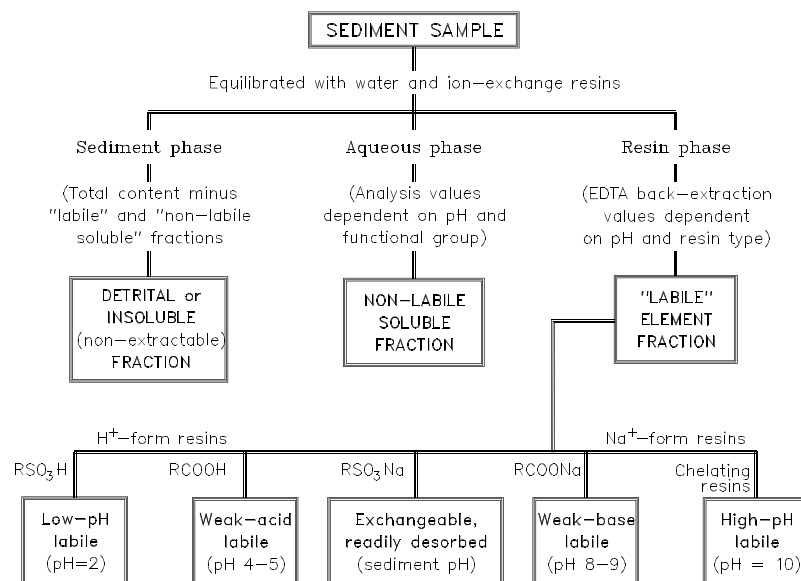 SEDIMENT SAMPLE
Equilibrated with water and ion-exchange resins
Sediment phase
(Total content minus
"labile" and "non-labile
soluble" fractions
DETRITAL or
INSOLUBLE
(non-extractable)
FRACTION
Aqueous phase
(Analysis values
dependent on pH and
functional group)
NON-LABILE
SOLUBLE
FRACTION
Resin phase
(EDTA back-extraction
values dependent
on pH and resin type)
"LABILE"
ELEMENT
FRACTION
H⁺-form resins
Na⁺-form resins
RSO₃H
Low-pH
labile
(pH=2)
RCOOH
Weak-acid
labile
(pH 4-5)
RSO₃Na
Exchangeable,
readily desorbed
(sediment pH)
RCOONa
Weak-base
labile
(pH 8-9)
Chelating
resins
High-pH
labile
(pH = 10)